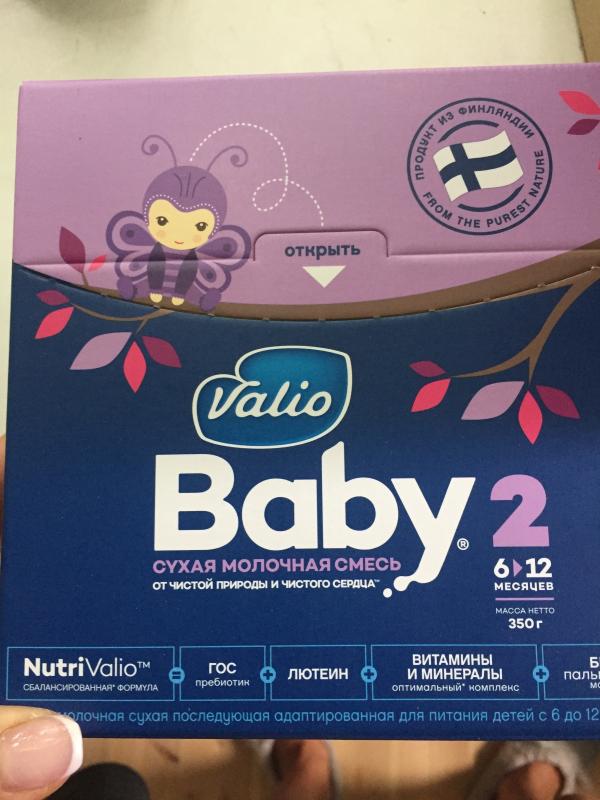 ПРОДУКТ ИЗ ФИНЛЯНДИИ
FROM THE PUREST NATURE
открыть
Valio
Baby® 2
СУХАЯ МОЛОЧНАЯ СМЕСЬ
ОТ ЧИСТОЙ ПРИРОДЫ И ЧИСТОГО СЕРДЦА™
6 12
МЕСЯЦЕВ
МАССА НЕТТО
350 г
NutriValio™
СБАЛАНСИРОВАННАЯ* ФОРМУЛА
=
ГОС
пребиотик
+
ЛЮТЕИН
+
ВИТАМИНЫ
И МИНЕРАЛЫ
оптимальный* комплекс
+
молочная сухая последующая адаптированная для питания детей с 6 до 12